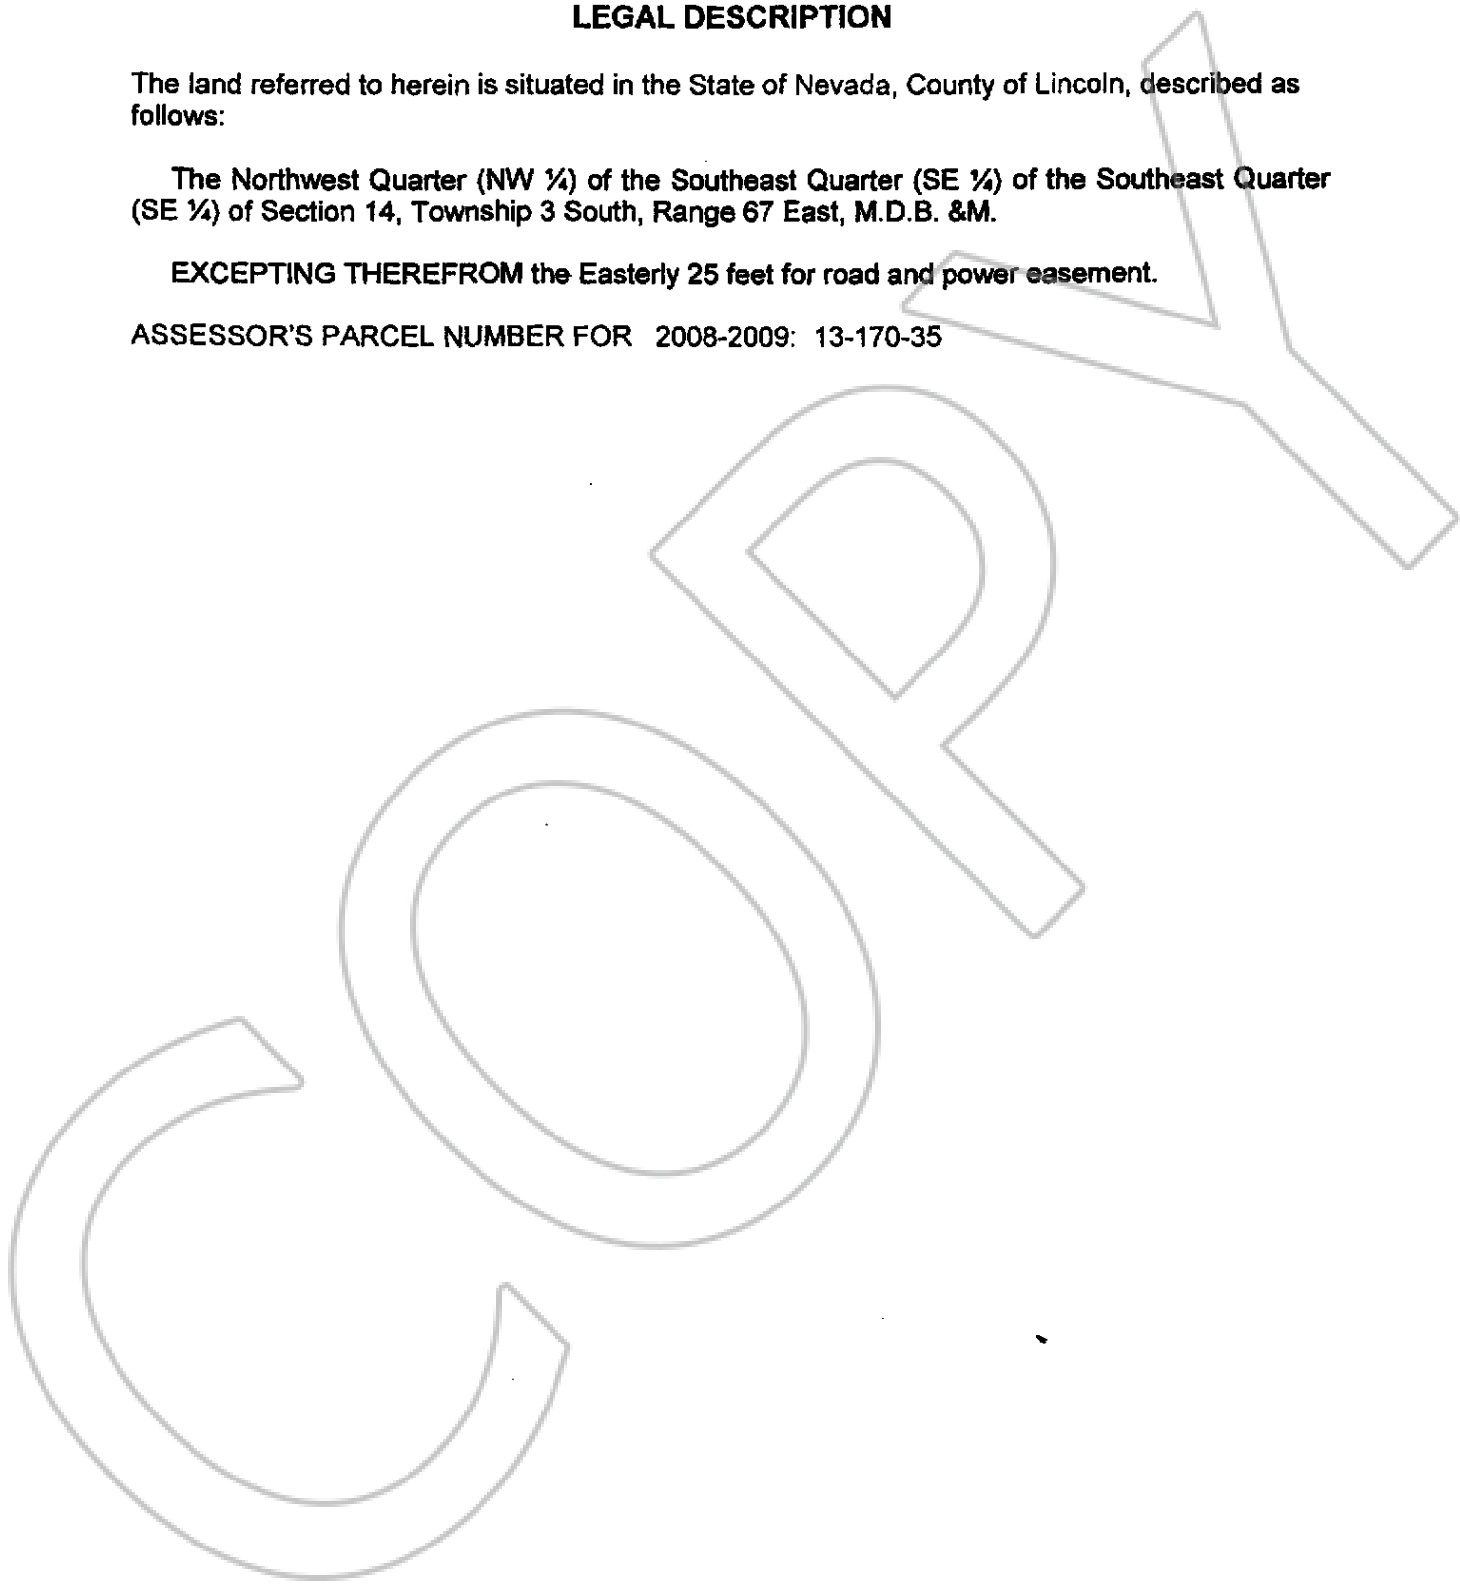 LEGAL DESCRIPTION
The land referred to herein is situated in the State of Nevada, County of Lincoln, described as
follows:
The Northwest Quarter (NW ¼) of the Southeast Quarter (SE ¼) of the Southeast Quarter
(SE ¼) of Section 14, Township 3 South, Range 67 East, M.D.B. &M.
EXCEPTING THEREFROM the Easterly 25 feet for road and power easement.
ASSESSOR'S PARCEL NUMBER FOR 2008-2009: 13-170-35
COPY